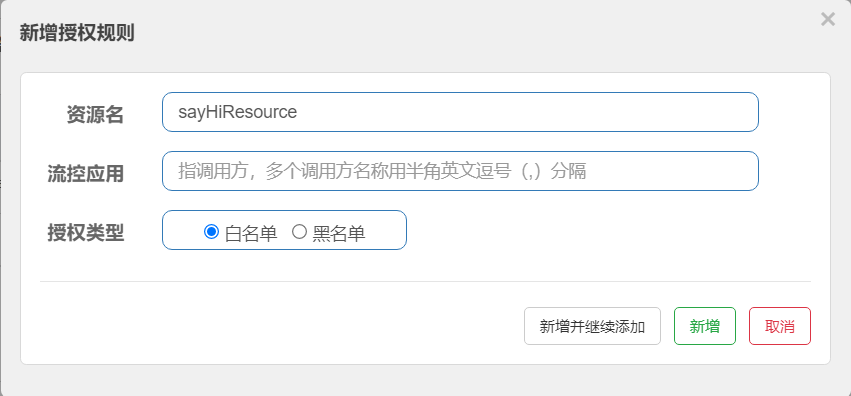 新增授权规则
×
资源名 sayHiResource
流控应用 指调用方，多个调用方名称用半角英文逗号（,）分隔
授权类型 白名单 黑名单
新增并继续添加 新增 取消